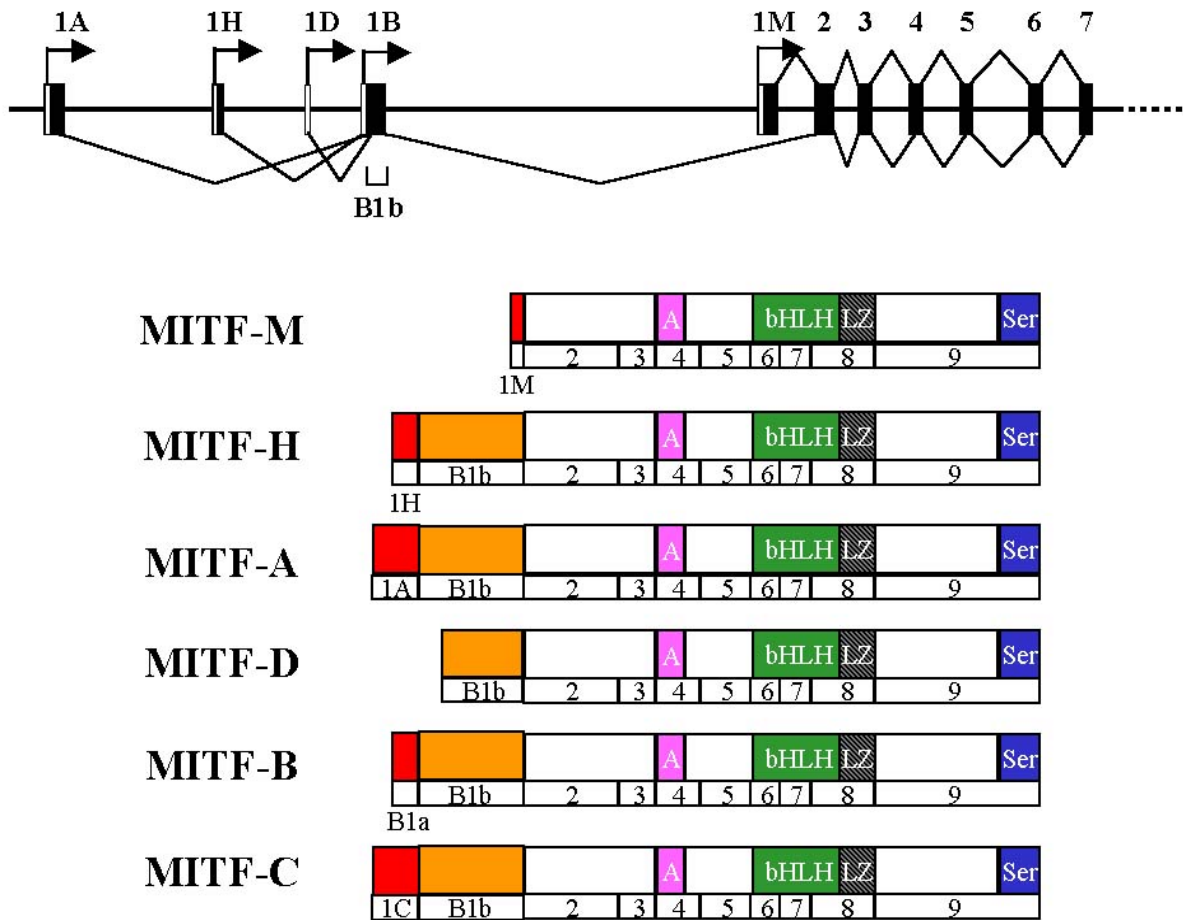 1A 1H 1D 1B 1M 2 3 4 5 6 7
B1b
MITF-M A bHLH LZ Ser
2 3 4 5 6 7 8 9
1M
MITF-H A bHLH LZ Ser
B1b 2 3 4 5 6 7 8 9
1H
MITF-A A bHLH LZ Ser
1A B1b 2 3 4 5 6 7 8 9
MITF-D A bHLH LZ Ser
B1b 2 3 4 5 6 7 8 9
MITF-B A bHLH LZ Ser
B1b 2 3 4 5 6 7 8 9
B1a
MITF-C A bHLH LZ Ser
1C B1b 2 3 4 5 6 7 8 9